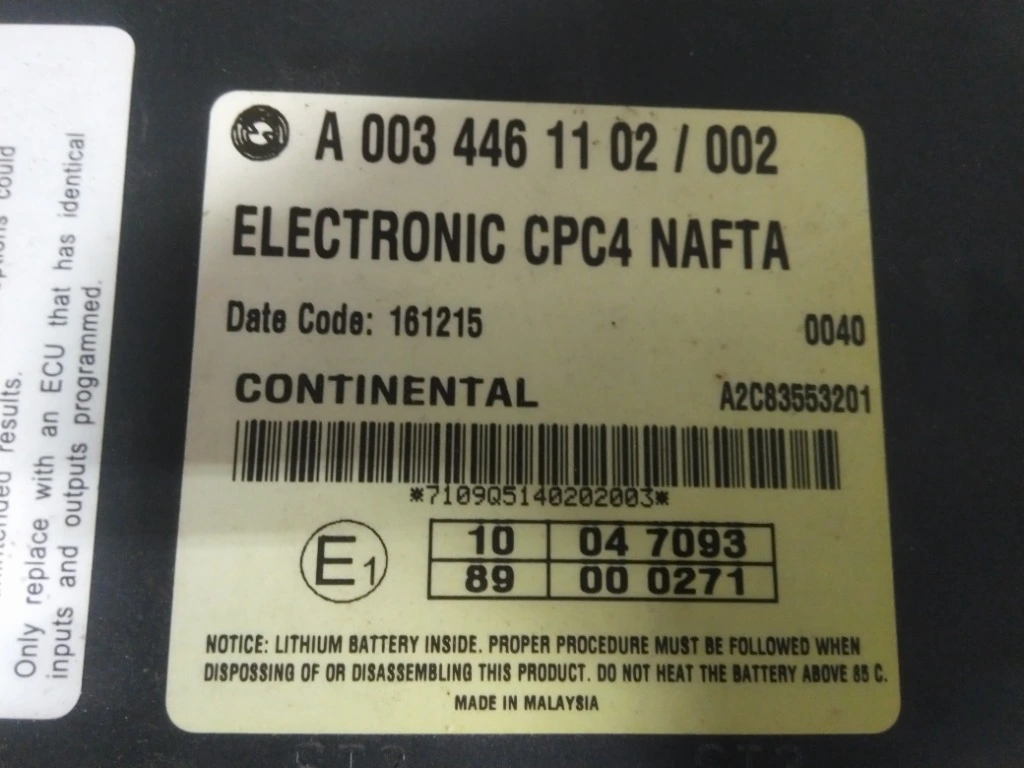 A 003 446 11 02 / 002
ELECTRONIC CPC4 NAFTA
Date Code: 161215 0040
CONTINENTAL A2C83553201
*7109Q5140202003*
E1
10 04 7093
89 00 0271
NOTICE: LITHIUM BATTERY INSIDE. PROPER PROCEDURE MUST BE FOLLOWED WHEN
DISPOSSING OF OR DISASSEMBLING THIS PRODUCT. DO NOT HEAT THE BATTERY ABOVE 85 C.
MADE IN MALAYSIA
could
results.
Only replace with an ECU that has identical
inputs and outputs programmed.